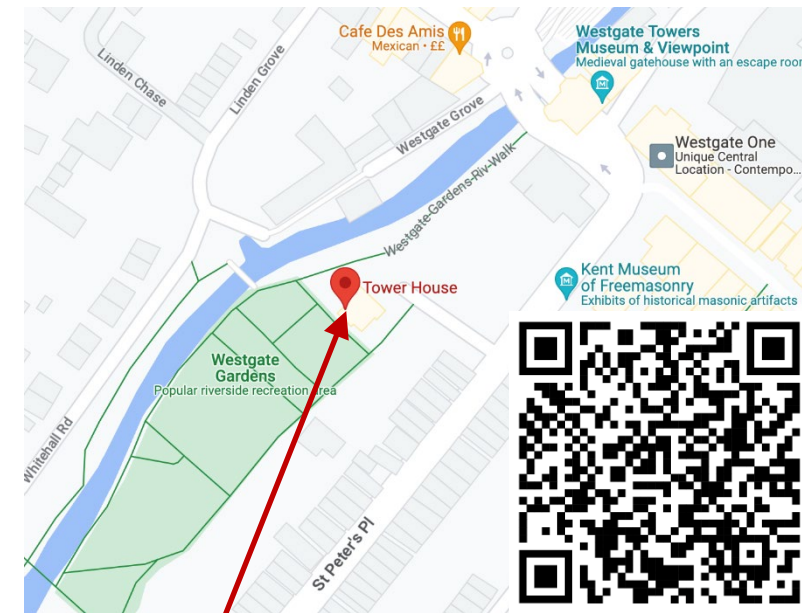 Cafe Des Amis
Mexican • ££
Westgate Towers
Museum & Viewpoint
Medieval gatehouse with an escape room
Linden Chase
Linden Grove
Westgate Grove
Westgate One
Unique Central
Location - Contempo...
Westgate-Gardens-Riv-Walk
Tower House
Kent Museum
of Freemasonry
Exhibits of historical masonic artifacts
Westgate
Gardens
Popular riverside recreation area
Whitehall Rd
St Peter's Pl